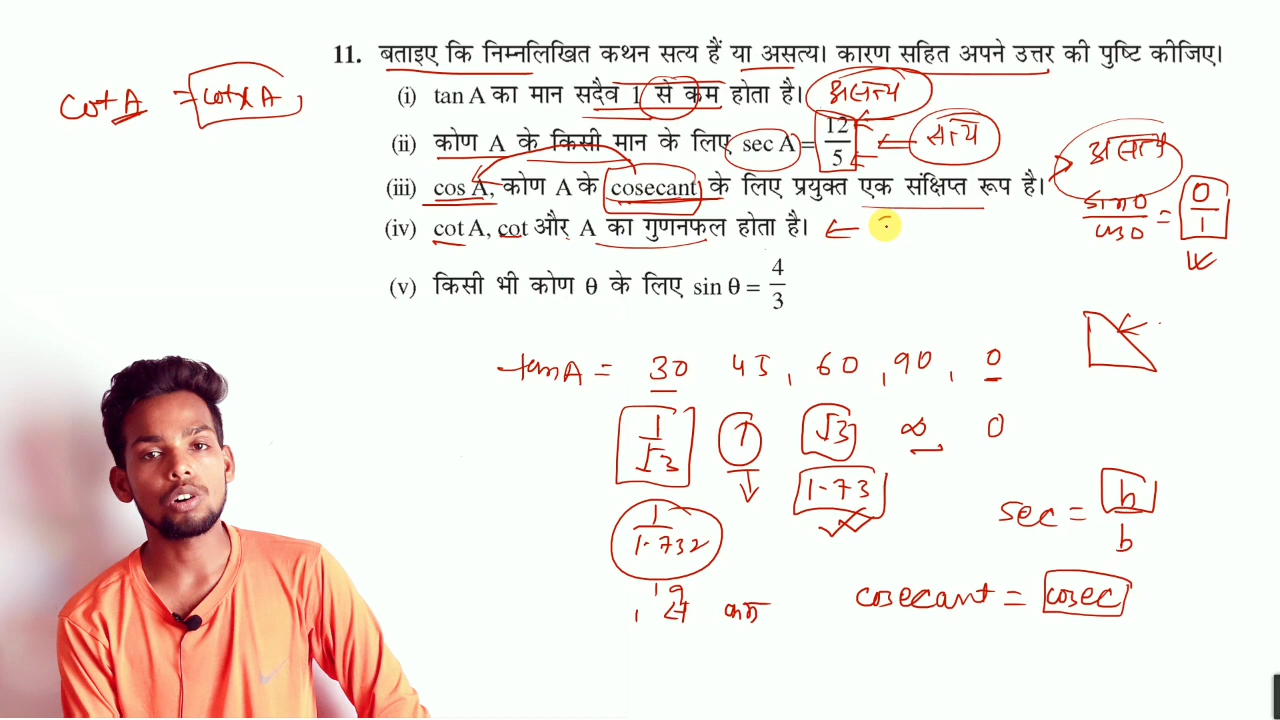 11. बताइए कि निम्नलिखित कथन सत्य हैं या असत्य। कारण सहित अपने उत्तर की पुष्टि कीजिए।
cot A = cot x A,
(i) tan A का मान सदैव 1 से कम होता है। असत्य
(ii) कोण A के किसी मान के लिए sec A = 12/5 सत्य
(iii) cos A, कोण A के cosecant के लिए प्रयुक्त एक संक्षिप्त रूप है। असत्य
sin 0 / cos 0 = 0/1
(iv) cot A, cot और A का गुणनफल होता है।
(v) किसी भी कोण θ के लिए sin θ = 4/3
tan A = 30 45, 60, 90, 0
1/√3 1 √3 ∞ 0
1.73
1/1.732
1 से कम
sec = h/b
cosecant = cosec